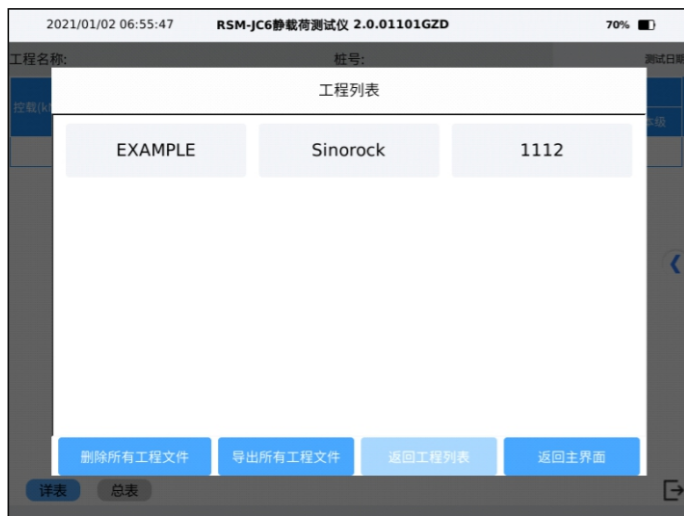 2021/01/02 06:55:47 RSM-JC6静载荷测试仪 2.0.01101GZD 70%
工程名称: 桩号: 测试日期
工程列表
控载(k
本级
EXAMPLE Sinorock 1112
删除所有工程文件 导出所有工程文件 返回工程列表 返回主界面
详表 总表